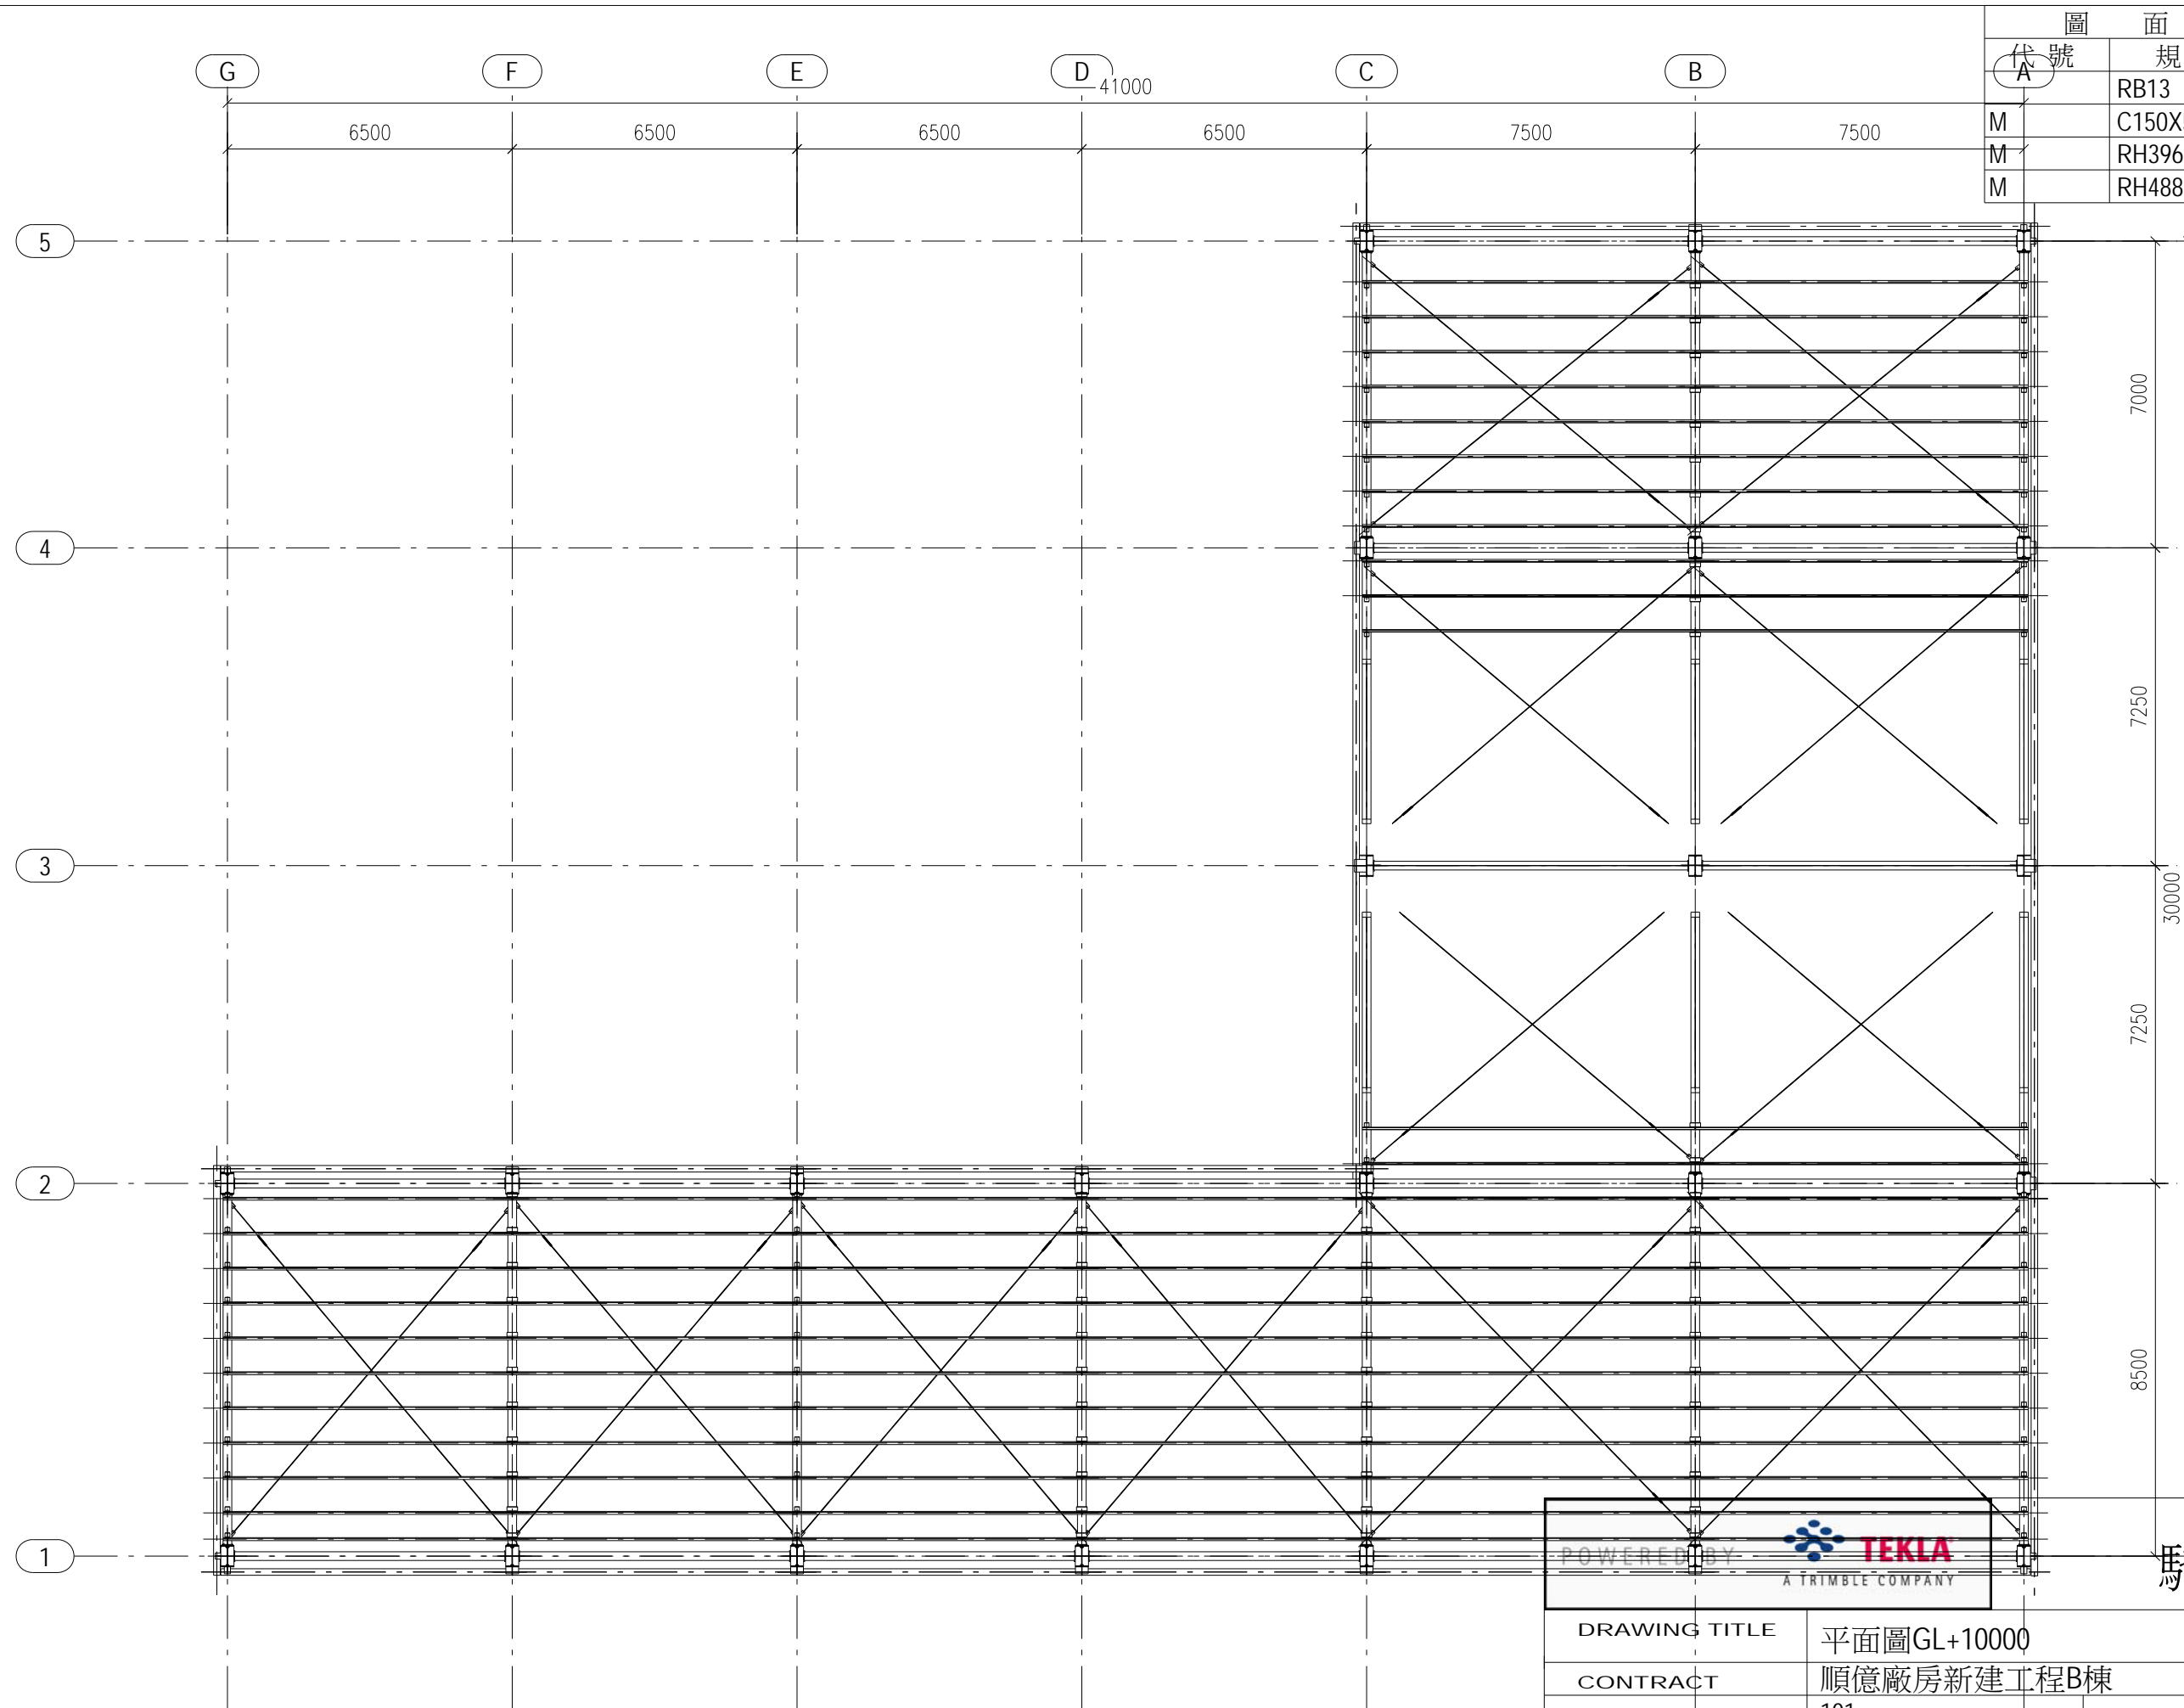 圖 面
代 號 規
RB13
M C150X
M RH396
M RH488
G F E D C B A
41000
6500 6500 6500 6500 7500 7500
5
7000
4
7250
3
30000
7250
2
8500
1
POWERED BY TEKLA
A TRIMBLE COMPANY
DRAWING TITLE 平面圖GL+10000
CONTRACT 順億廠房新建工程B棟